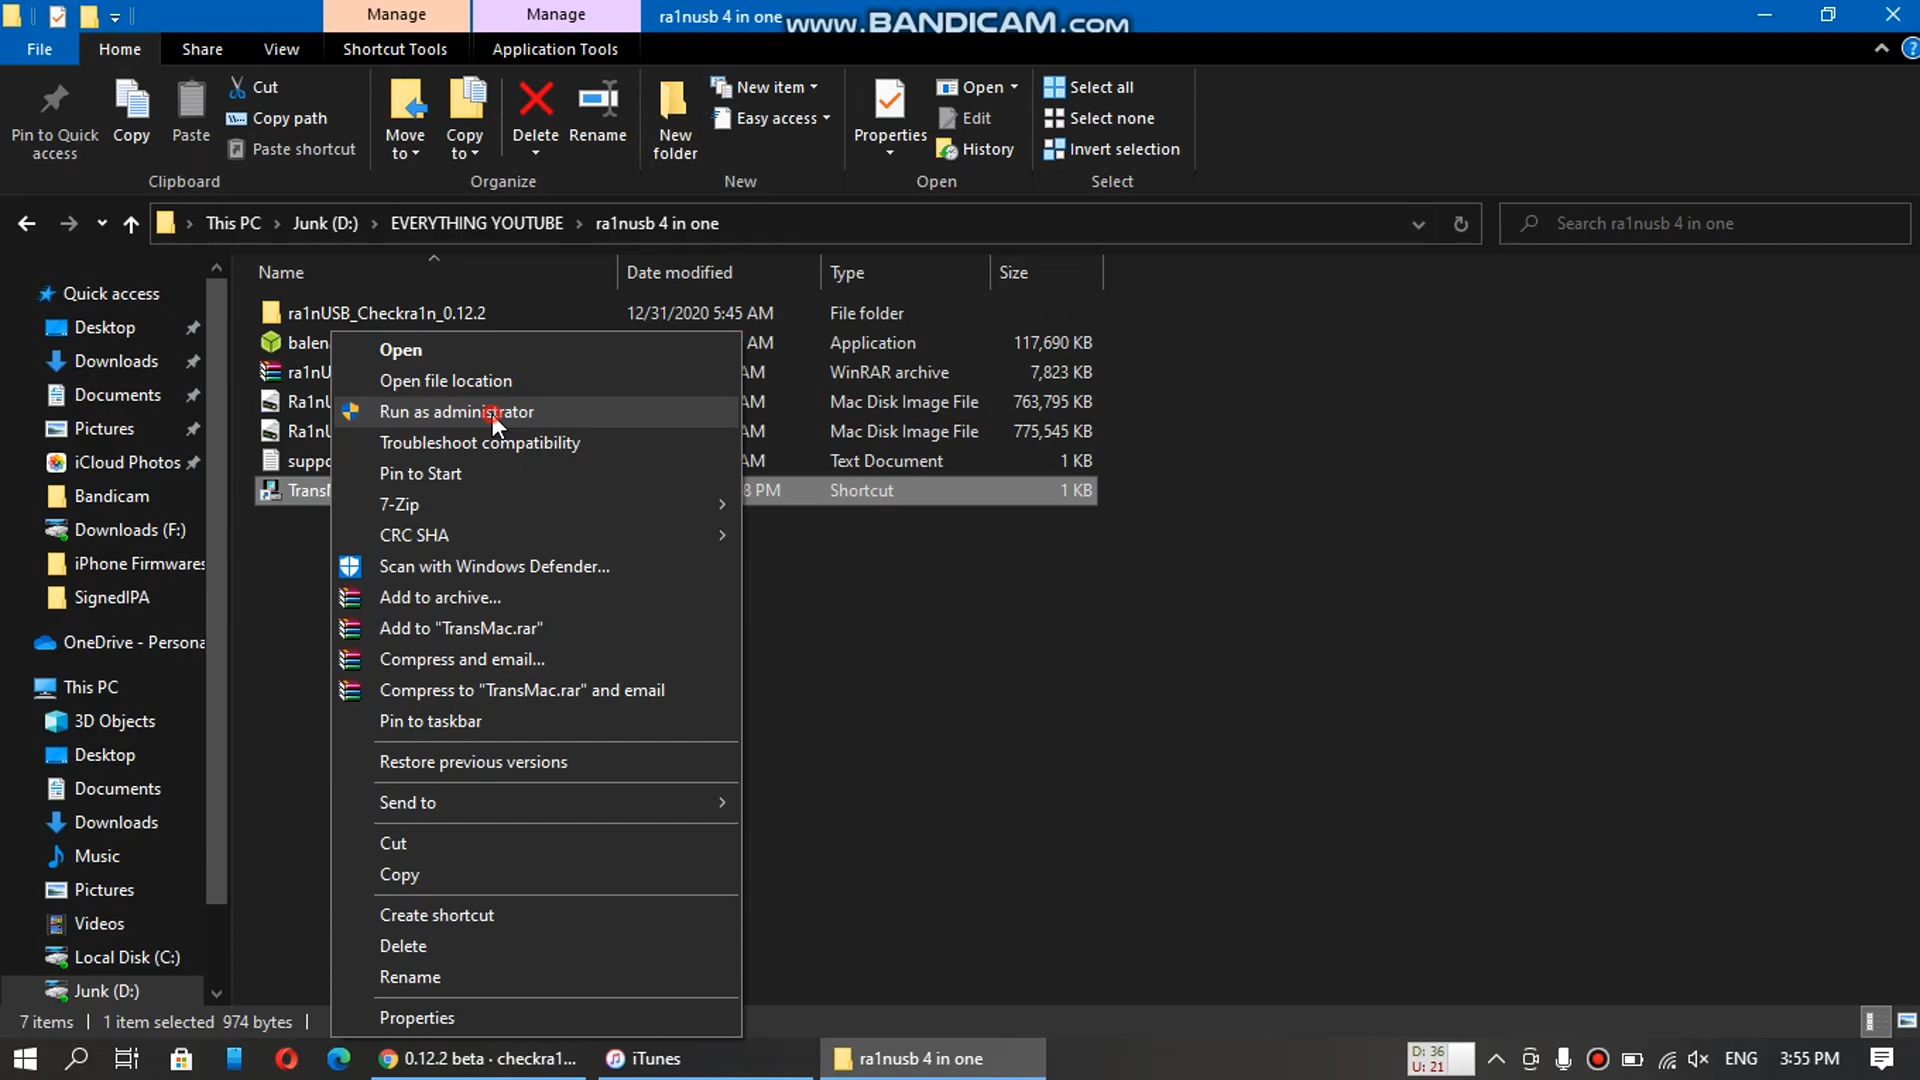 Manage
Manage
ra1nusb 4 in one
www.BANDICAM.com
File
Home
Share
View
Shortcut Tools
Application Tools
Pin to Quick access
Copy
Paste
Cut
Copy path
Paste shortcut
Move to
Copy to
Delete
Rename
New folder
New item
Easy access
Properties
Open
Edit
History
Select all
Select none
Invert selection
Clipboard
Organize
New
Open
Select
This PC > Junk (D:) > EVERYTHING YOUTUBE > ra1nusb 4 in one
Search ra1nusb 4 in one
Name
Date modified
Type
Size
ra1nUSB_Checkra1n_0.12.2 12/31/2020 5:45 AM File folder
balen AM Application 117,690 KB
ra1nU AM WinRAR archive 7,823 KB
Ra1nU AM Mac Disk Image File 763,795 KB
Ra1nU AM Mac Disk Image File 775,545 KB
suppo AM Text Document 1 KB
TransM 8 PM Shortcut 1 KB
Quick access
Desktop
Downloads
Documents
Pictures
iCloud Photos
Bandicam
Downloads (F:)
iPhone Firmwares
SignedIPA
OneDrive - Persona
This PC
3D Objects
Desktop
Documents
Downloads
Music
Pictures
Videos
Local Disk (C:)
Junk (D:)
Open
Open file location
Run as administrator
Troubleshoot compatibility
Pin to Start
7-Zip
CRC SHA
Scan with Windows Defender...
Add to archive...
Add to "TransMac.rar"
Compress and email...
Compress to "TransMac.rar" and email
Pin to taskbar
Restore previous versions
Send to
Cut
Copy
Create shortcut
Delete
Rename
Properties
7 items
1 item selected 974 bytes
0.12.2 beta · checkra1...
iTunes
ra1nusb 4 in one
D: 36
U: 21
ENG
3:55 PM